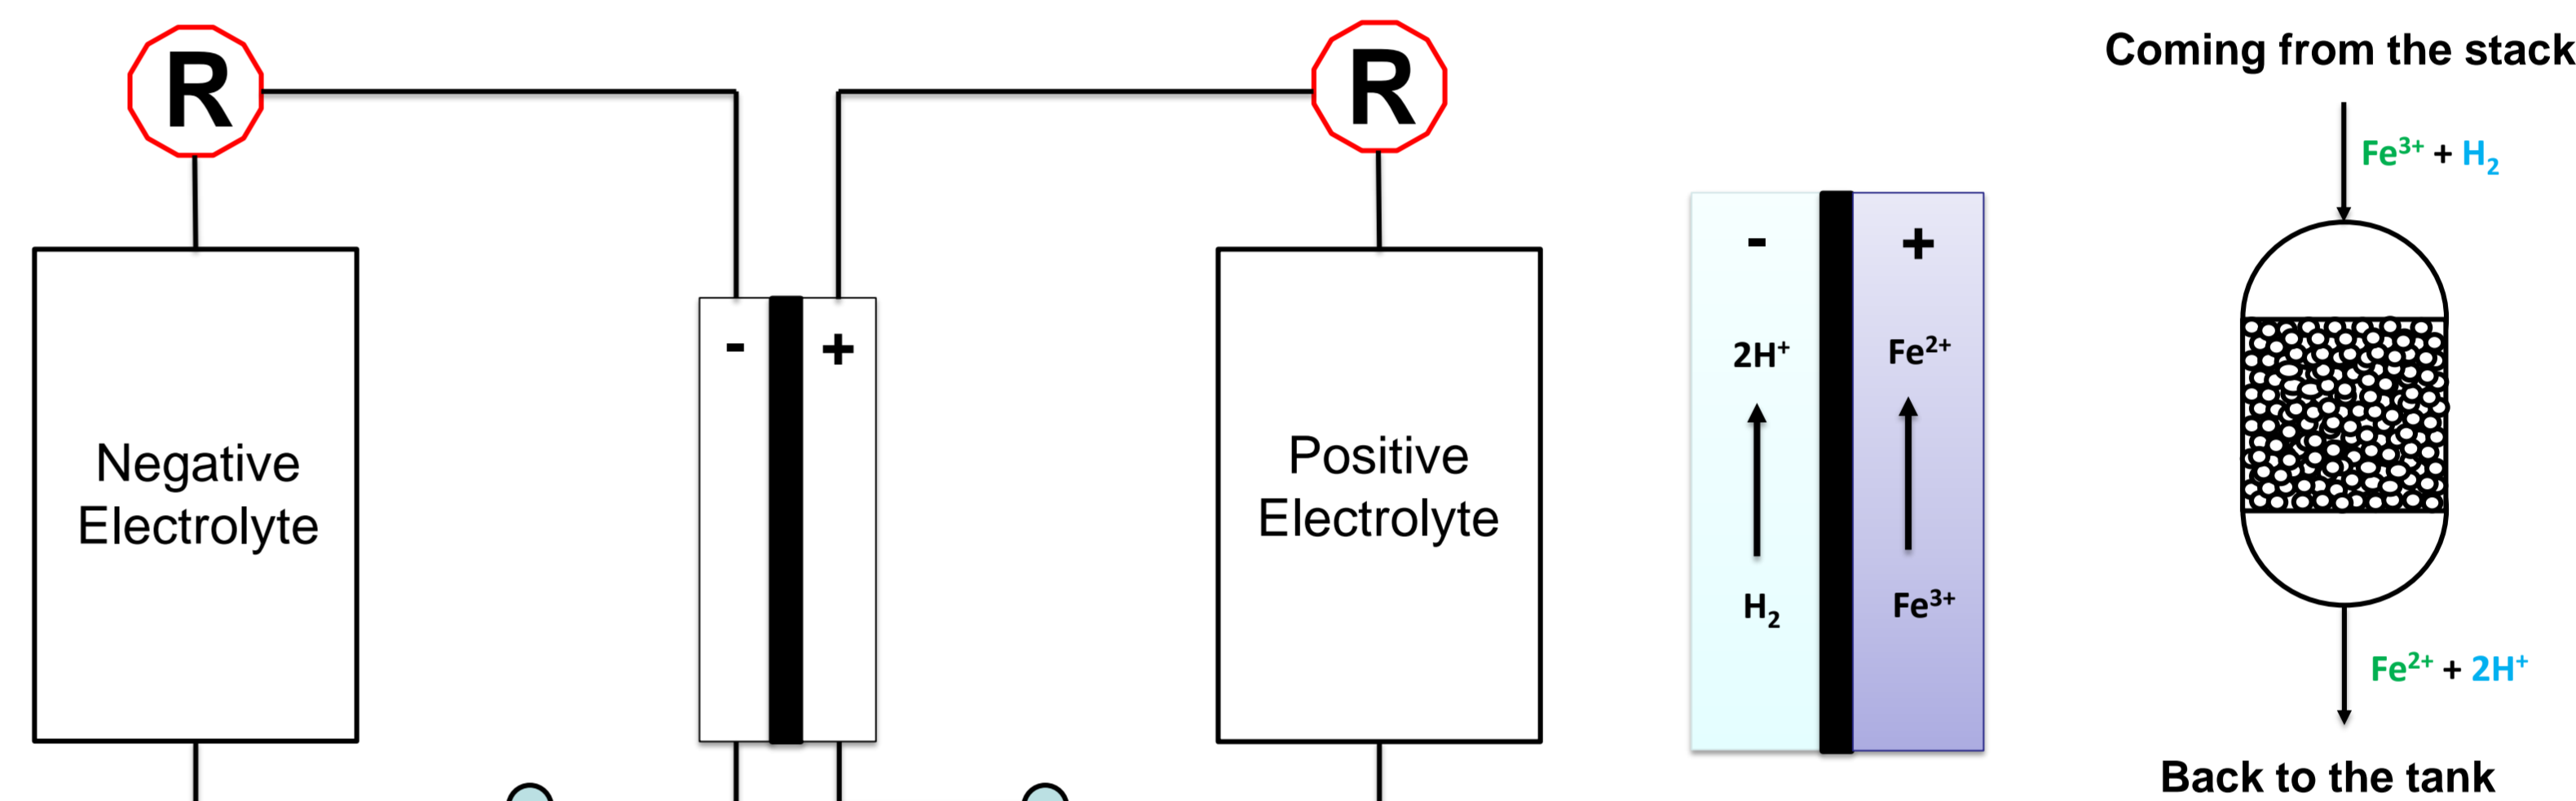 R
R
Negative
Electrolyte
-
+
Positive
Electrolyte
-
+
2H⁺
Fe²⁺
H₂
Fe³⁺
Coming from the stack
Fe³⁺ + H₂
Fe²⁺ + 2H⁺
Back to the tank